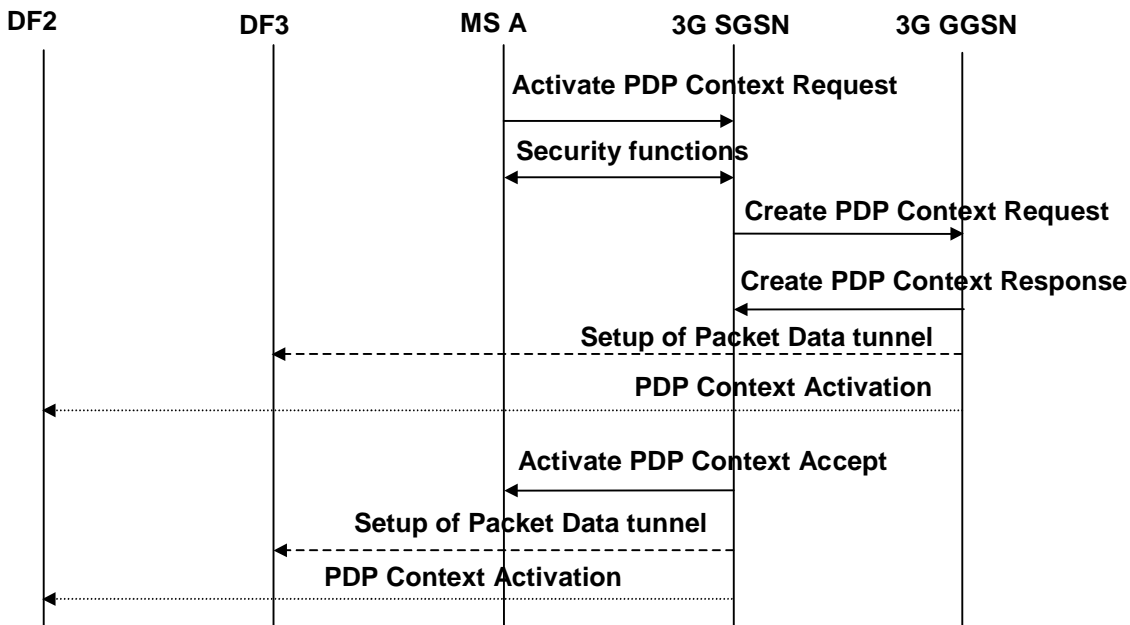 DF2 DF3 MS A 3G SGSN 3G GGSN
Activate PDP Context Request
Security functions
Create PDP Context Request
Create PDP Context Response
Setup of Packet Data tunnel
PDP Context Activation
Activate PDP Context Accept
Setup of Packet Data tunnel
PDP Context Activation